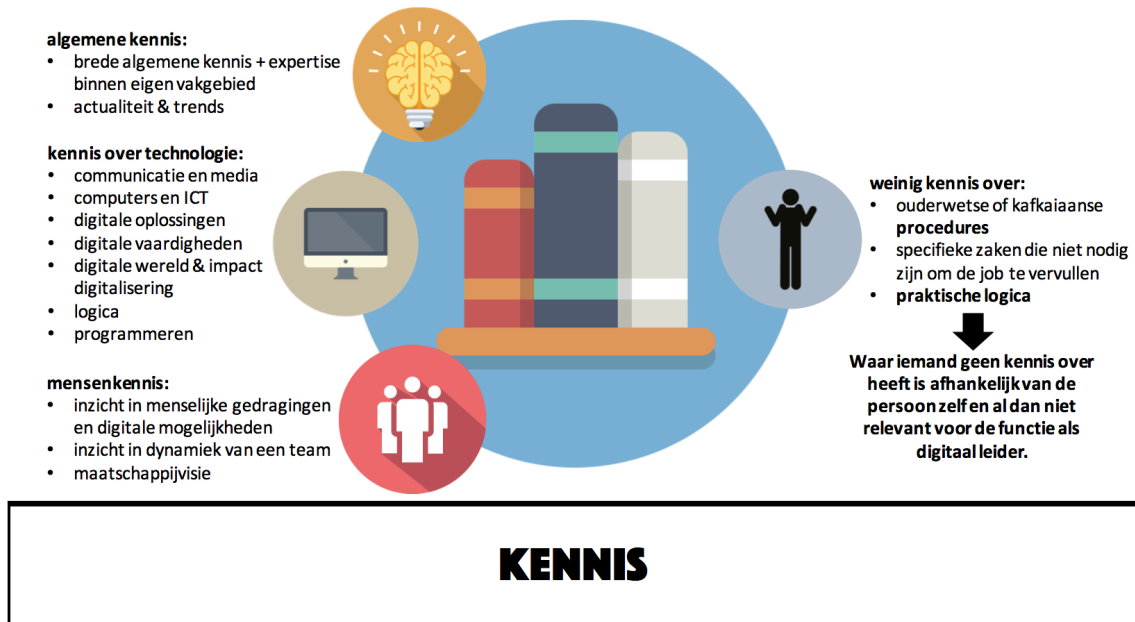 algemene kennis:
• brede algemene kennis + expertise
binnen eigen vakgebied
• actualiteit & trends
kennis over technologie:
• communicatie en media
• computers en ICT
• digitale oplossingen
• digitale vaardigheden
• digitale wereld & impact
digitalisering
• logica
• programmeren
mensenkennis:
• inzicht in menselijke gedragingen
en digitale mogelijkheden
• inzicht in dynamiek van een team
• maatschappijvisie
weinig kennis over:
• ouderwetse of kafkaiaanse
procedures
• specifieke zaken die niet nodig
zijn om de job te vervullen
• praktische logica
Waar iemand geen kennis over
heeft is afhankelijk van de
persoon zelf en al dan niet
relevant voor de functie als
digitaal leider.
KENNIS